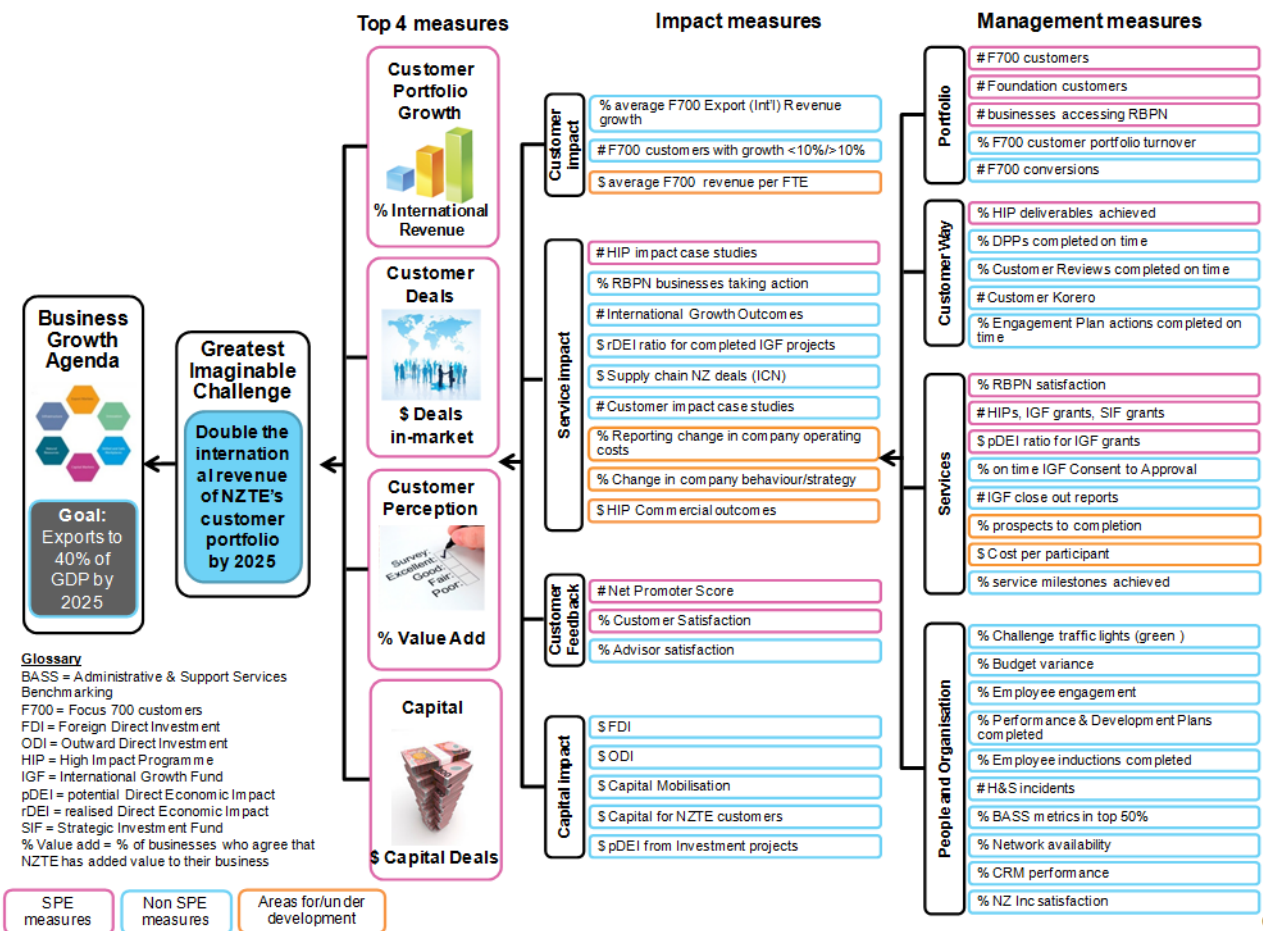 Top 4 measures
Impact measures
Management measures
Business
Growth
Agenda
Goal:
Exports to
40% of
GDP by
2025
Greatest
Imaginable
Challenge
Double the
internation
al revenue
of NZTE's
customer
portfolio
by 2025
Customer
Portfolio
Growth
% International
Revenue
Customer
Deals
$ Deals
in-market
Customer
Perception
Survey:
Excellent:
Good:
Fair:
Poor:
% Value Add
Capital
$ Capital Deals
Customer
impact
% average F700 Export (Int'l) Revenue
growth
# F700 customers with growth <10%/>10%
$ average F700 revenue per FTE
Service impact
# HIP impact case studies
% RBPN businesses taking action
# International Growth Outcomes
$ rDEI ratio for completed IGF projects
$ Supply chain NZ deals (ICN)
# Customer impact case studies
% Reporting change in company operating
costs
% Change in company behaviour/strategy
$ HIP Commercial outcomes
Customer
Feedback
# Net Promoter Score
% Customer Satisfaction
% Advisor satisfaction
Capital impact
$ FDI
$ ODI
$ Capital Mobilisation
$ Capital for NZTE customers
$ pDEI from Investment projects
Portfolio
# F700 customers
# Foundation customers
# businesses accessing RBPN
% F700 customer portfolio turnover
# F700 conversions
Customer Way
% HIP deliverables achieved
% DPPs completed on time
% Customer Reviews completed on time
# Customer Korero
% Engagement Plan actions completed on
time
Services
% RBPN satisfaction
# HIPs, IGF grants, SIF grants
$ pDEI ratio for IGF grants
% on time IGF Consent to Approval
# IGF close out reports
% prospects to completion
$ Cost per participant
% service milestones achieved
People and Organisation
% Challenge traffic lights (green )
% Budget variance
% Employee engagement
% Performance & Development Plans
completed
% Employee inductions completed
# H&S incidents
% BASS metrics in top 50%
% Network availability
% CRM performance
% NZ Inc satisfaction
Glossary
BASS = Administrative & Support Services
Benchmarking
F700 = Focus 700 customers
FDI = Foreign Direct Investment
ODI = Outward Direct Investment
HIP = High Impact Programme
IGF = International Growth Fund
pDEI = potential Direct Economic Impact
rDEI = realised Direct Economic Impact
SIF = Strategic Investment Fund
% Value add = % of businesses who agree that
NZTE has added value to their business
SPE
measures
Non SPE
measures
Areas for/under
development